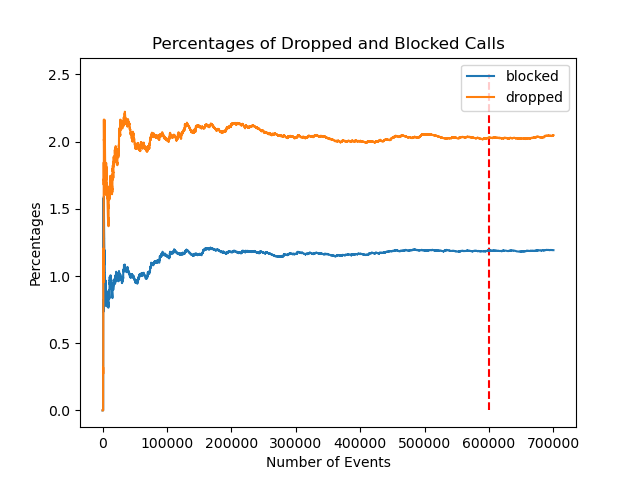 Percentages of Dropped and Blocked Calls
blocked
dropped
2.5
2.0
1.5
1.0
0.5
0.0
Percentages
0
100000
200000
300000
400000
500000
600000
700000
Number of Events